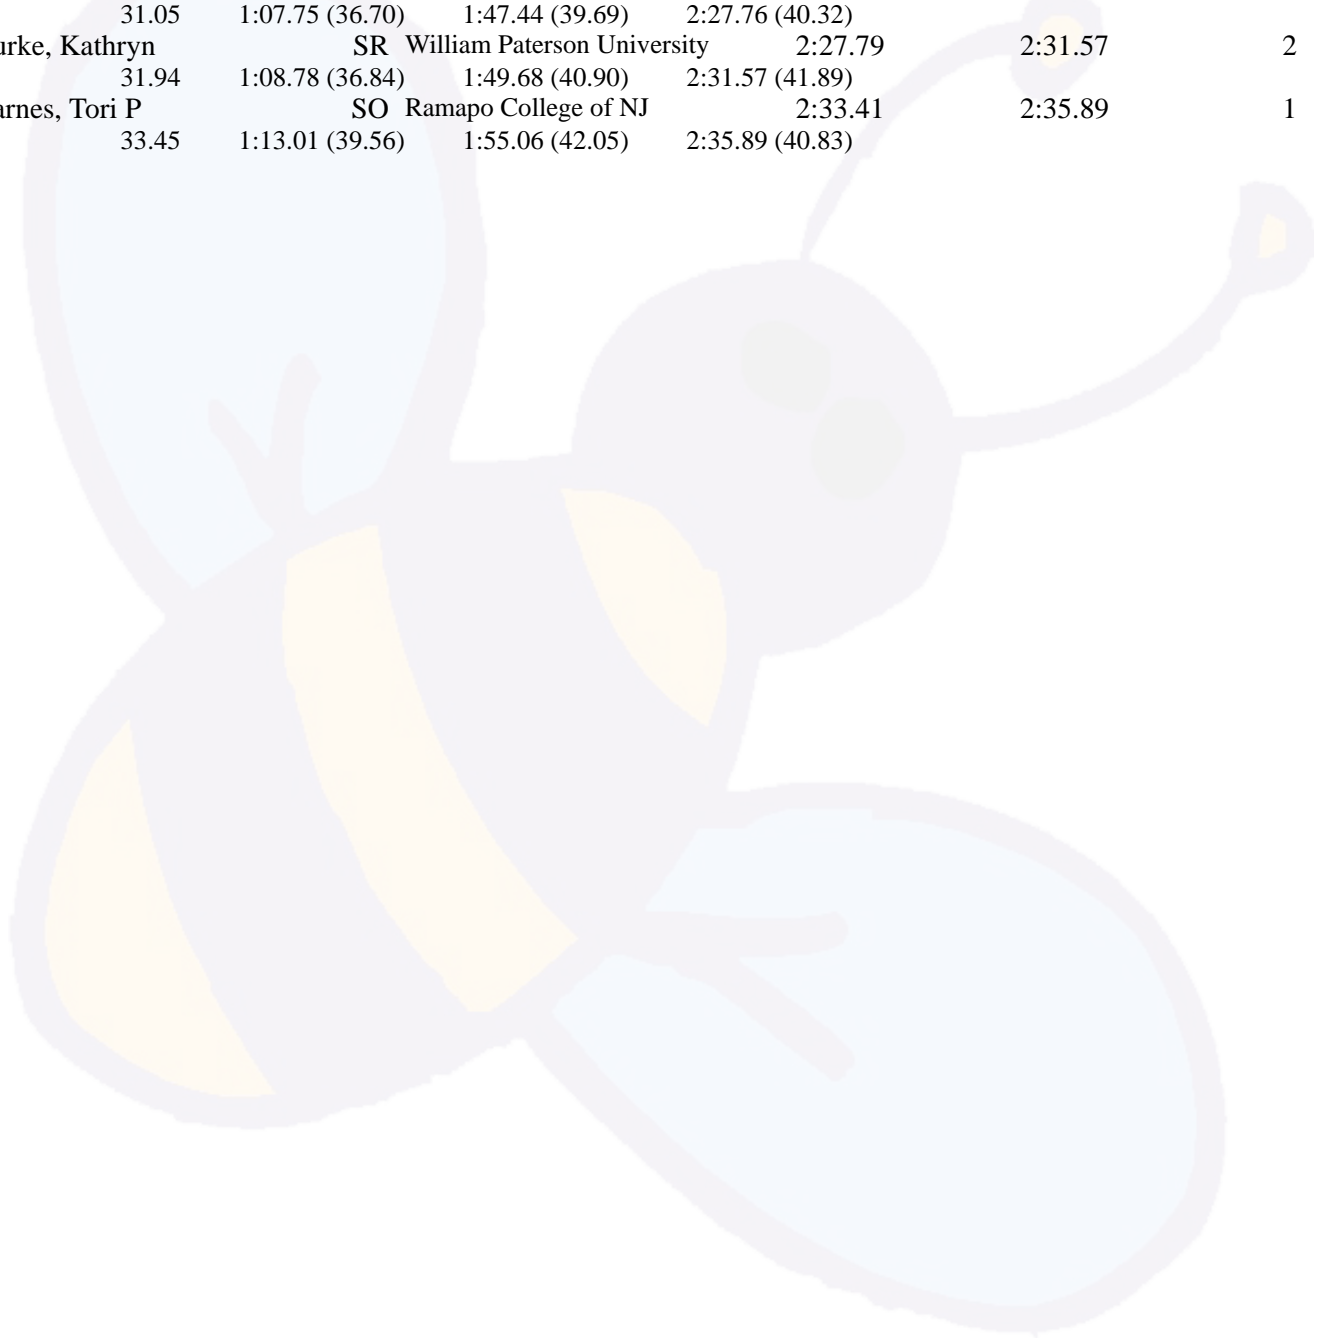 31.05 1:07.75 (36.70) 1:47.44 (39.69) 2:27.76 (40.32)
urke, Kathryn SR William Paterson University 2:27.79 2:31.57 2
31.94 1:08.78 (36.84) 1:49.68 (40.90) 2:31.57 (41.89)
arnes, Tori P SO Ramapo College of NJ 2:33.41 2:35.89 1
33.45 1:13.01 (39.56) 1:55.06 (42.05) 2:35.89 (40.83)